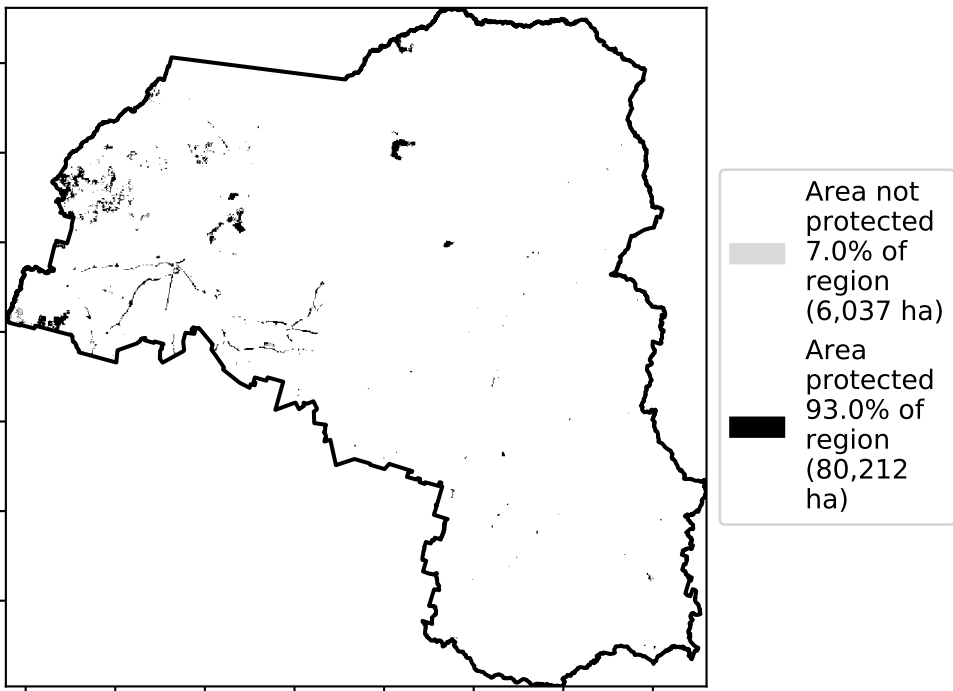 Area not
protected
7.0% of
region
(6,037 ha)
Area
protected
93.0% of
region
(80,212
ha)